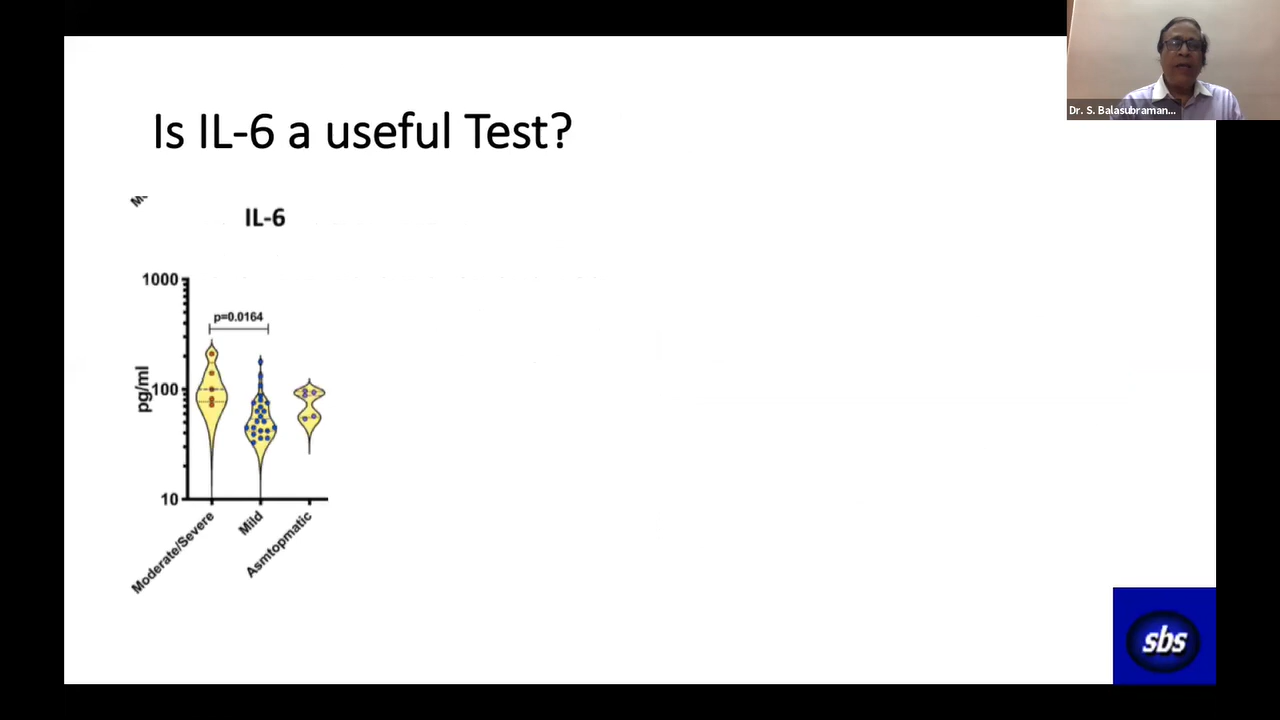 Dr. S. Balasubraman...
Is IL-6 a useful Test?
IL-6
1000
p=0.0164
pg/ml
100
10
Moderate/Severe
Mild
Asmtopmatic
sbs